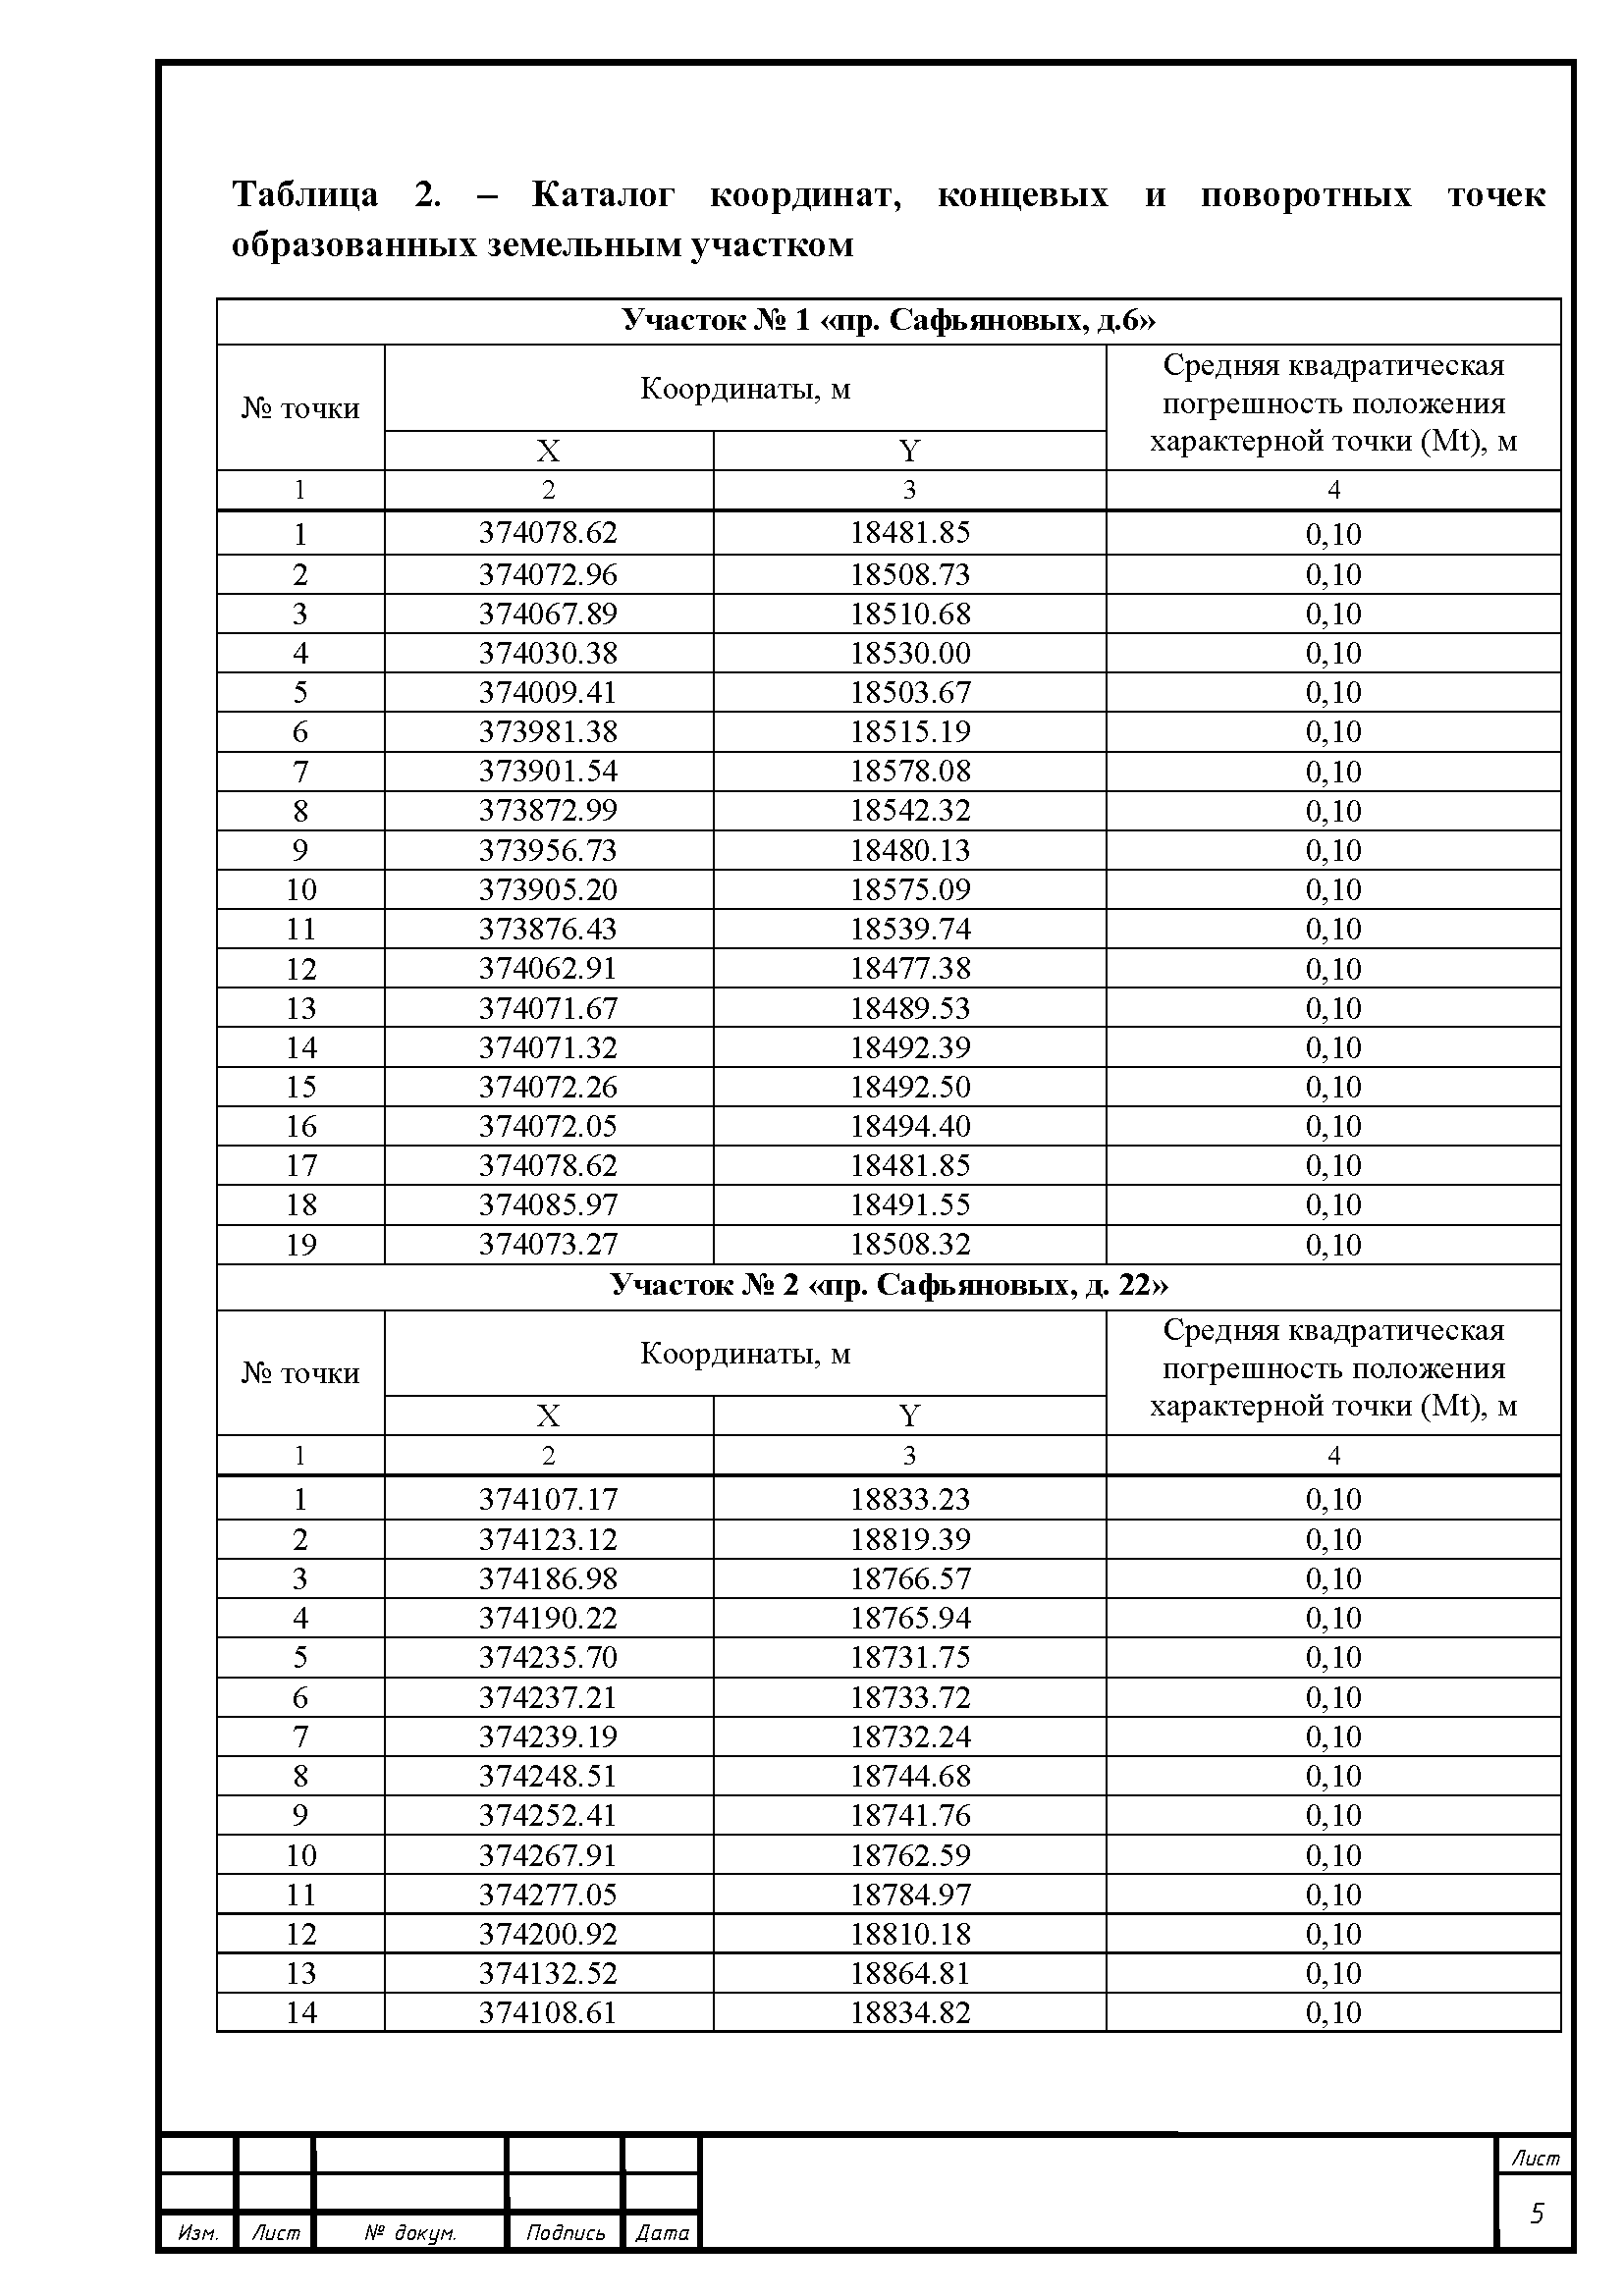 Таблица 2. – Каталог координат, концевых и поворотных точек
образованных земельным участком
Участок № 1 «пр. Сафьяновых, д.6»
№ точки Координаты, м Средняя квадратическая
погрешность положения
характерной точки (Mt), м
X Y
1 2 3 4
1 374078.62 18481.85 0,10
2 374072.96 18508.73 0,10
3 374067.89 18510.68 0,10
4 374030.38 18530.00 0,10
5 374009.41 18503.67 0,10
6 373981.38 18515.19 0,10
7 373901.54 18578.08 0,10
8 373872.99 18542.32 0,10
9 373956.73 18480.13 0,10
10 373905.20 18575.09 0,10
11 373876.43 18539.74 0,10
12 374062.91 18477.38 0,10
13 374071.67 18489.53 0,10
14 374071.32 18492.39 0,10
15 374072.26 18492.50 0,10
16 374072.05 18494.40 0,10
17 374078.62 18481.85 0,10
18 374085.97 18491.55 0,10
19 374073.27 18508.32 0,10
Участок № 2 «пр. Сафьяновых, д. 22»
№ точки Координаты, м Средняя квадратическая
погрешность положения
характерной точки (Mt), м
X Y
1 2 3 4
1 374107.17 18833.23 0,10
2 374123.12 18819.39 0,10
3 374186.98 18766.57 0,10
4 374190.22 18765.94 0,10
5 374235.70 18731.75 0,10
6 374237.21 18733.72 0,10
7 374239.19 18732.24 0,10
8 374248.51 18744.68 0,10
9 374252.41 18741.76 0,10
10 374267.91 18762.59 0,10
11 374277.05 18784.97 0,10
12 374200.92 18810.18 0,10
13 374132.52 18864.81 0,10
14 374108.61 18834.82 0,10
Лист
5
Изм. Лист № докум. Подпись Дата